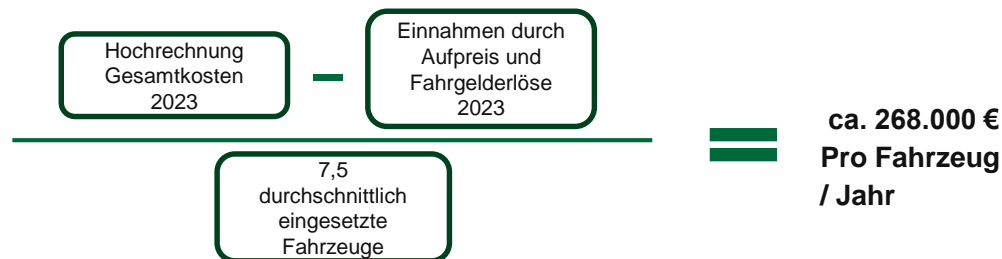 Hochrechnung
Gesamtkosten
2023
–
Einnahmen durch
Aufpreis und
Fahrgelderlöse
2023
7,5
durchschnittlich
eingesetzte
Fahrzeuge
=
ca. 268.000 €
Pro Fahrzeug
/ Jahr